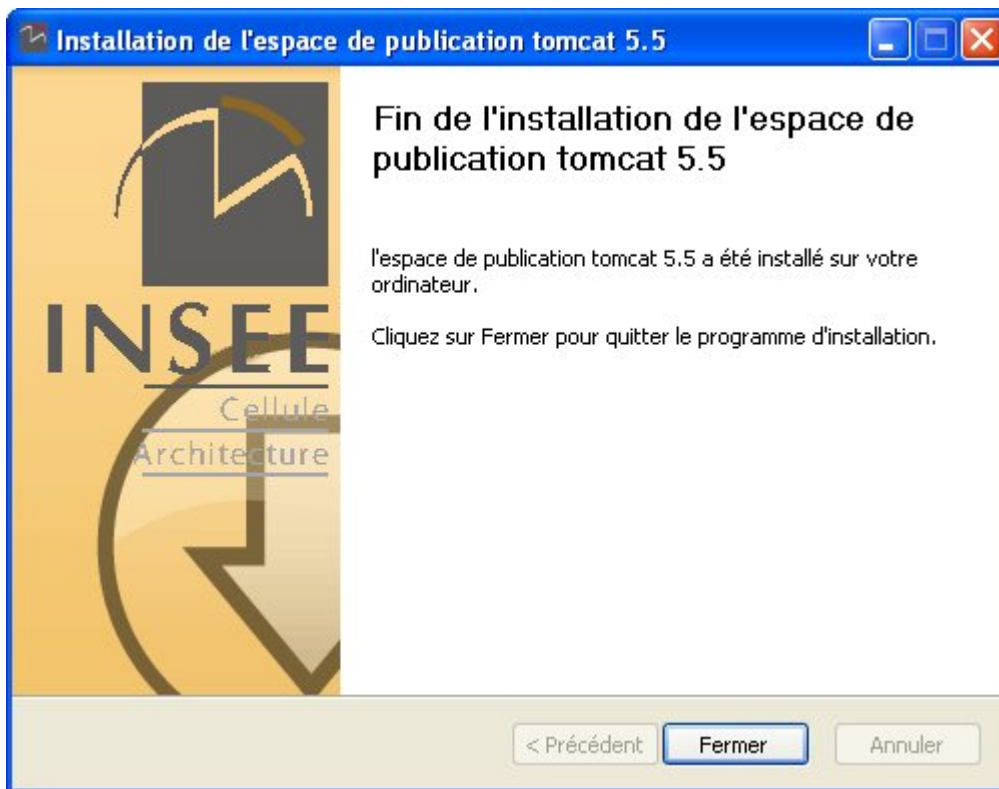 Installation de l'espace de publication tomcat 5.5
Fin de l'installation de l'espace de
publication tomcat 5.5
l'espace de publication tomcat 5.5 a été installé sur votre
ordinateur.
Cliquez sur Fermer pour quitter le programme d'installation.
INSEE
Cellule
Architecture
< Précédent
Fermer
Annuler